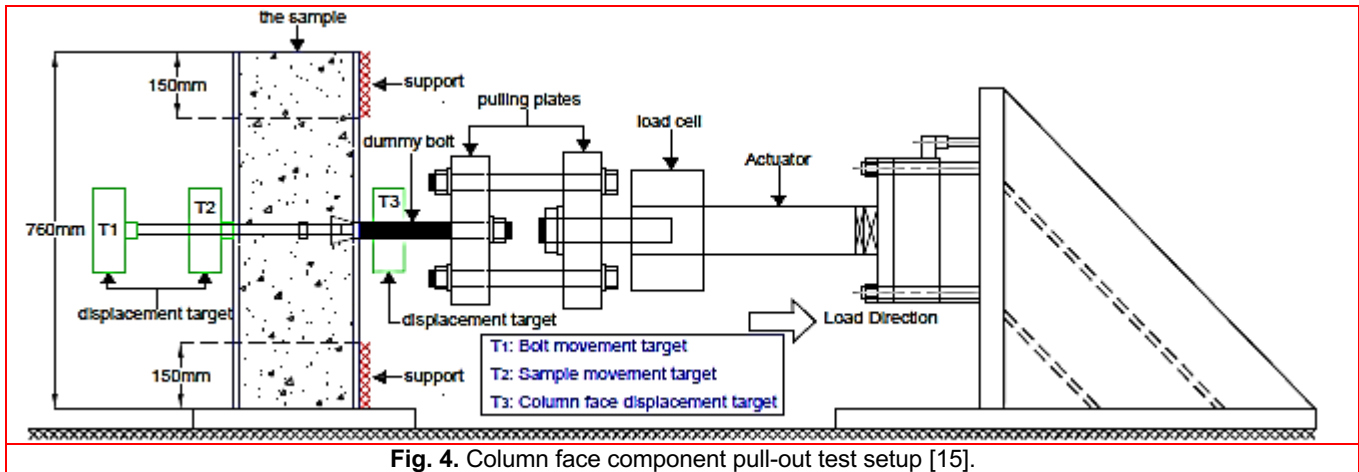 the sample
150mm
support
pulling plates
load cell
dummy bolt
Actuator
T3
T2
T1
760mm
displacement target
displacement target
Load Direction
150mm
support
T1: Bolt movement target
T2: Sample movement target
T3: Column face displacement target
Fig. 4. Column face component pull-out test setup [15].